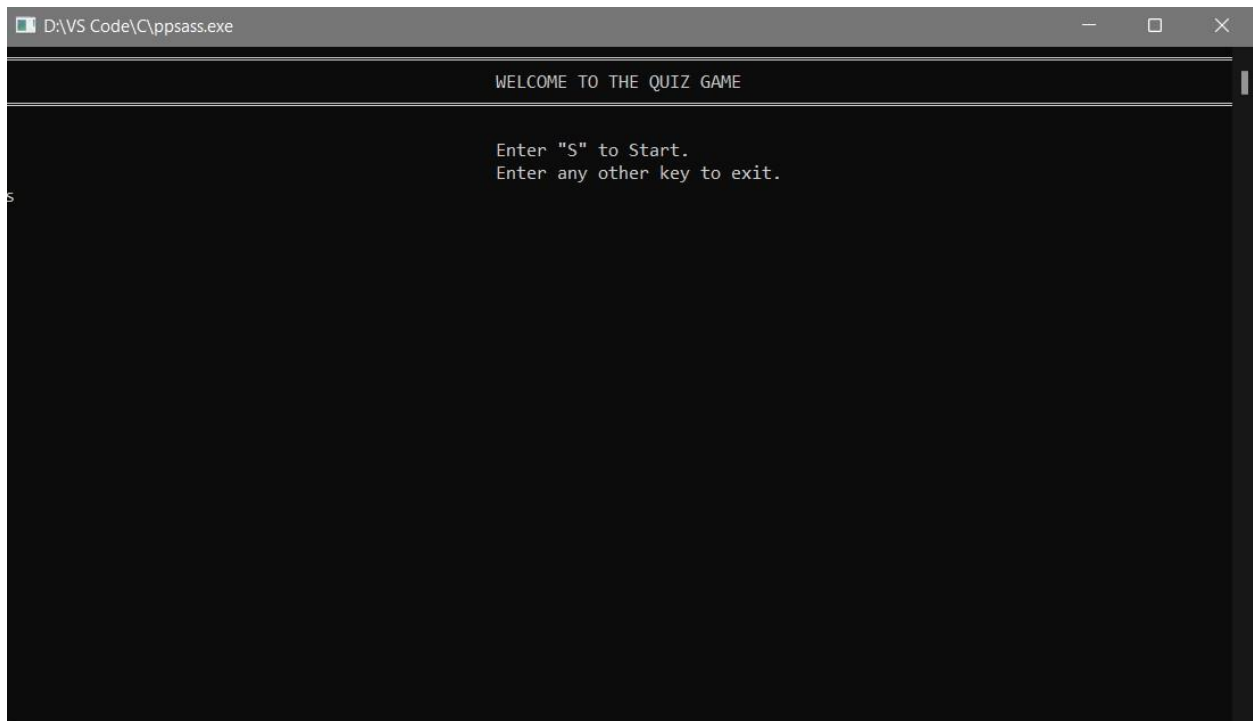 D:\VS Code\C\ppsass.exe
WELCOME TO THE QUIZ GAME
Enter "S" to Start.
Enter any other key to exit.
s